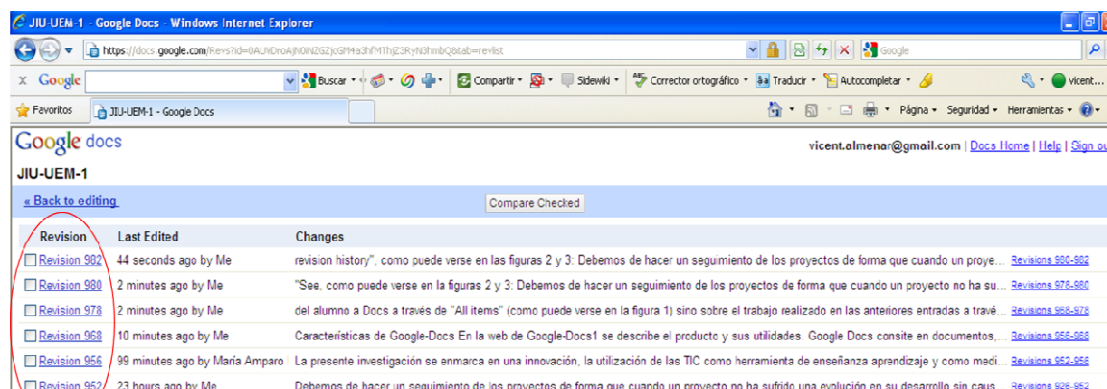 JIU-UEM-1 - Google Docs - Windows Internet Explorer
Google
x Google Buscar Compartir Sidewiki Corrector ortográfico Traducir Autocompletar vicent...
Favoritos JIU-UEM-1 - Google Docs Página Seguridad Herramientas
Google docs
vicent.almenar@gmail.com | Docs Home | Help | Sign ou
JIU-UEM-1
« Back to editing Compare Checked
Revision Last Edited Changes
Revision 982 44 seconds ago by Me revision history", como puede verse en las figuras 2 y 3: Debemos de hacer un seguimiento de los proyectos de forma que cuando un proye... Revisions 980-982
Revision 980 2 minutes ago by Me "See, como puede verse en la figuras 2 y 3: Debemos de hacer un seguimiento de los proyectos de forma que cuando un proyecto no ha su... Revisions 978-980
Revision 978 2 minutes ago by Me del alumno a Docs a través de "All items" (como puede verse en la figura 1) sino sobre el trabajo realizado en las anteriores entradas a travé... Revisions 968-978
Revision 968 10 minutes ago by Me Características de Google-Docs En la web de Google-Docs1 se describe el producto y sus utilidades. Google Docs consite en documentos,... Revisions 956-968
Revision 956 99 minutes ago by María Amparo La presente investigación se enmarca en una innovación, la utilización de las TIC como herramienta de enseñanza aprendizaje y como medi... Revisions 952-956
Revision 952 23 hours ago by Me Debemos de hacer un seguimiento de los proyectos de forma que cuando un proyecto no ha sufrido una evolución en su desarrollo sin caus... Revisions 926-952